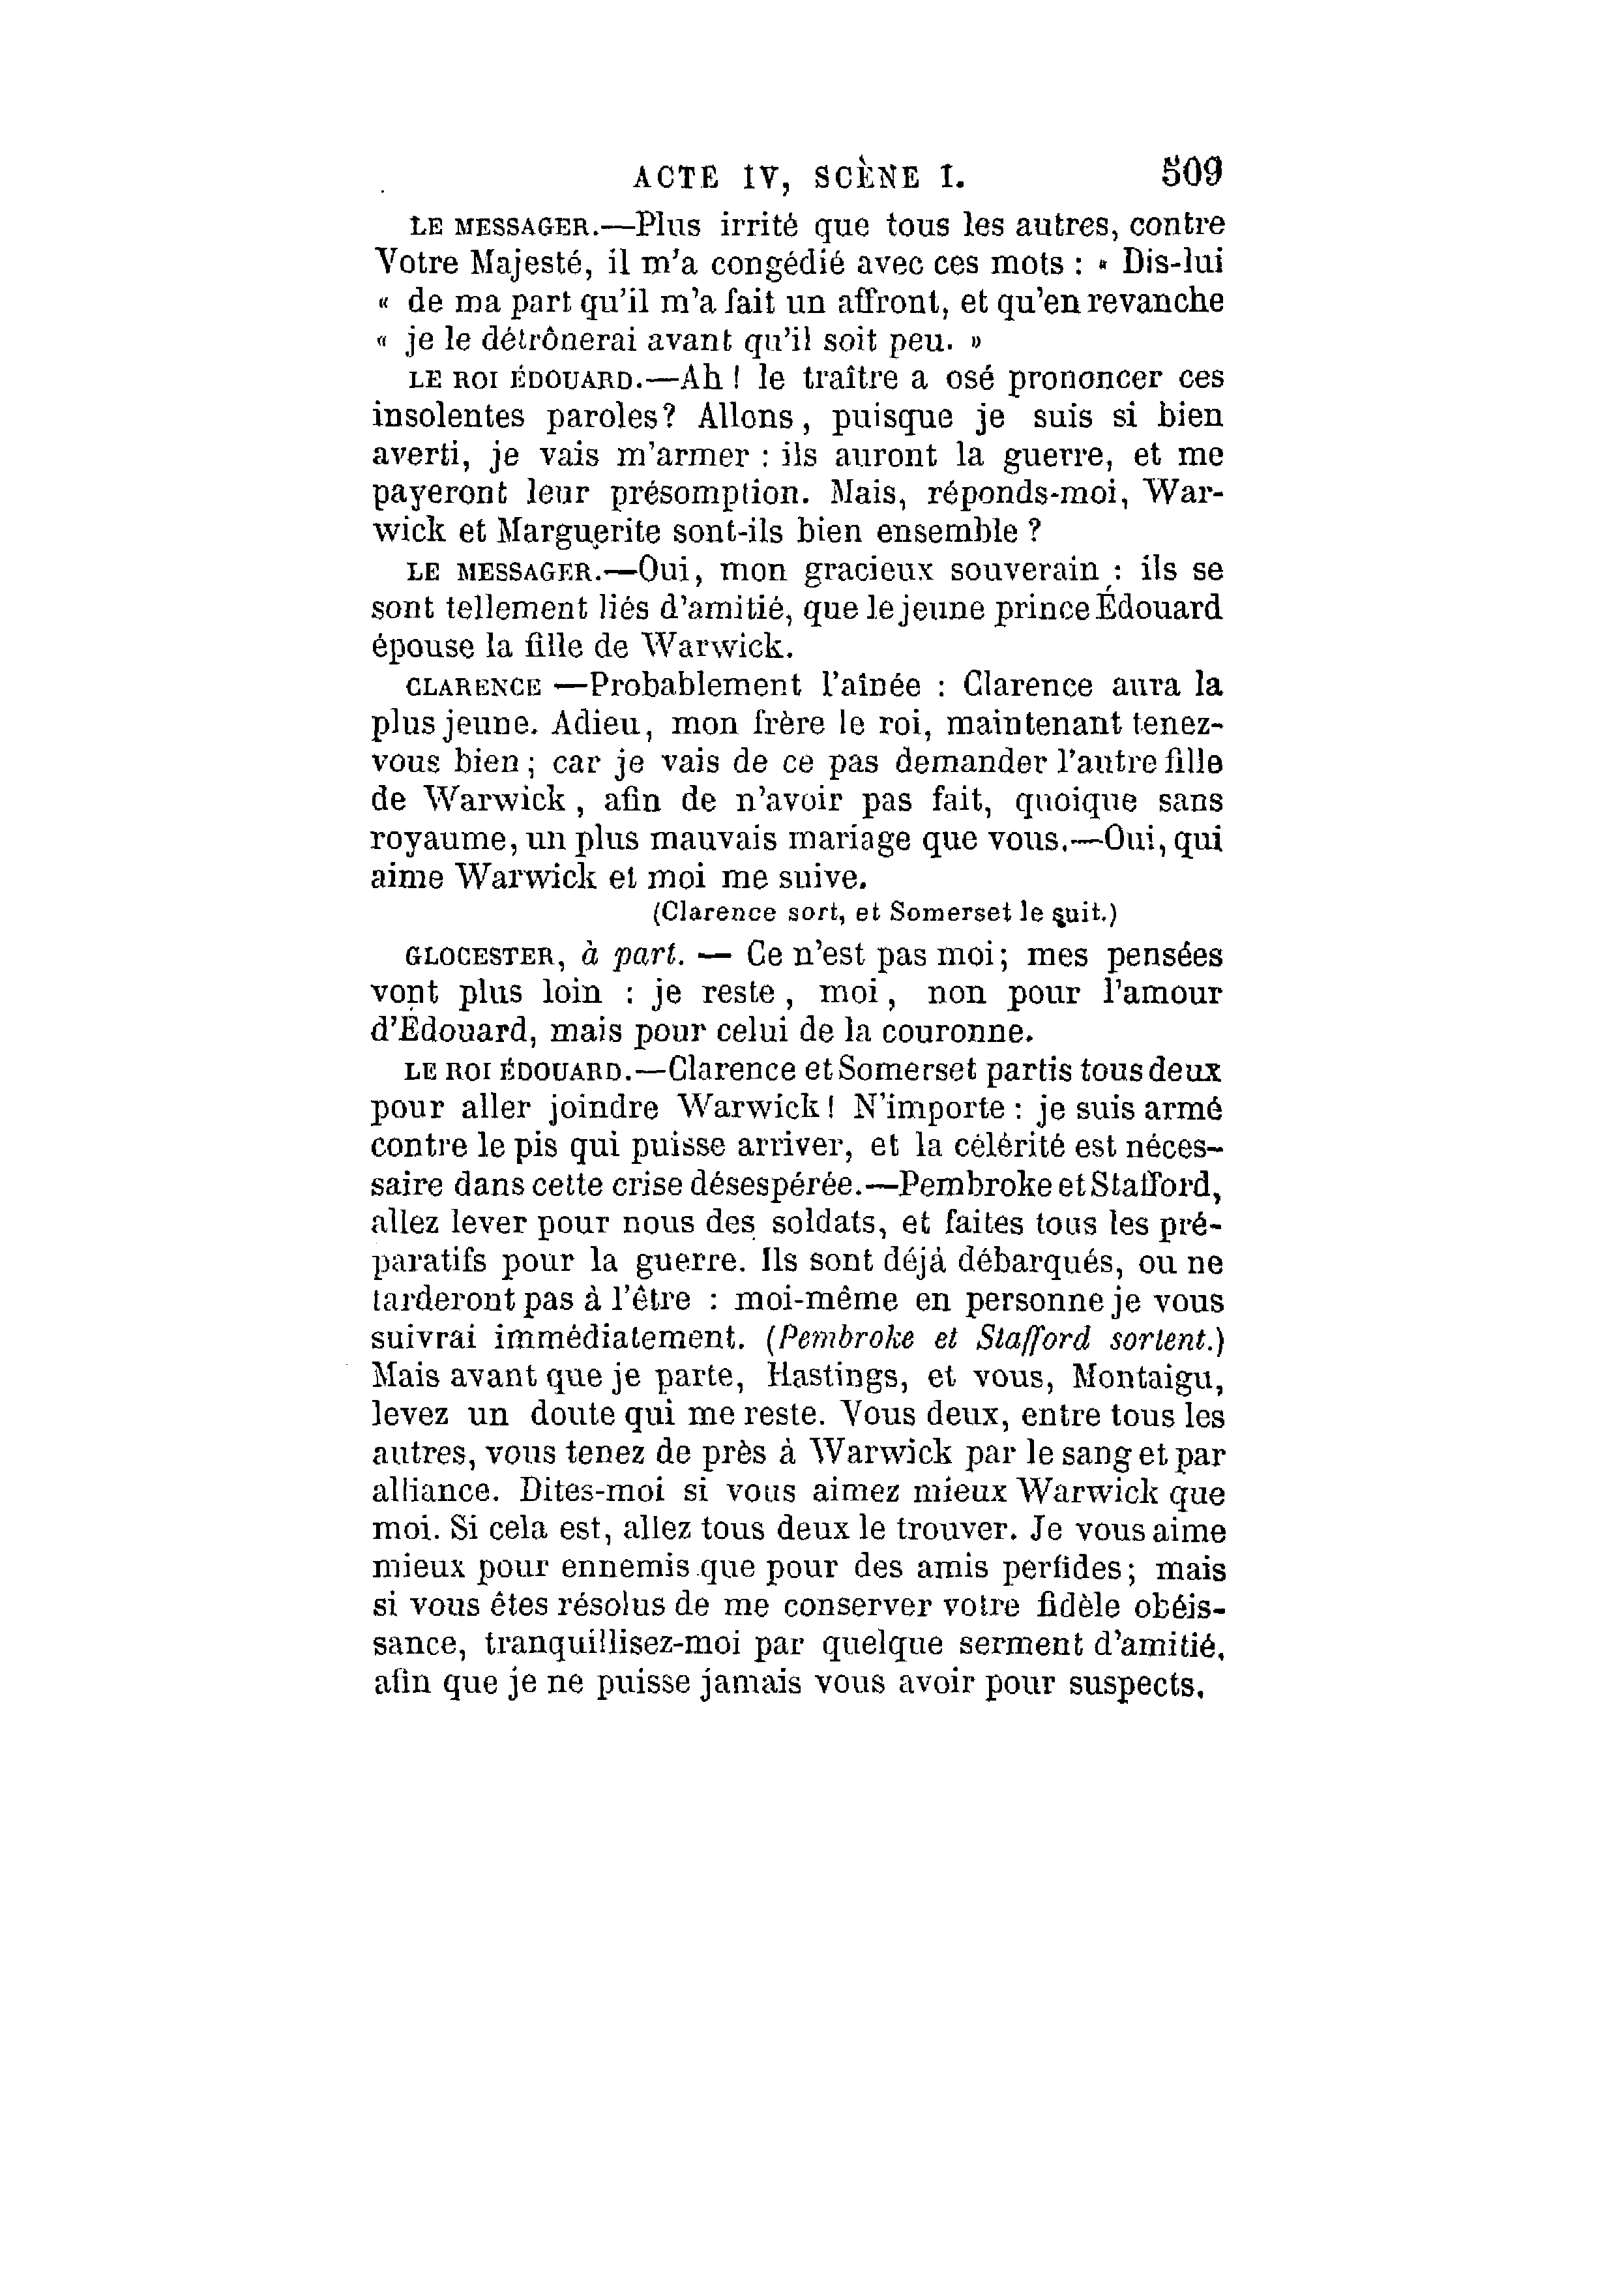 ACTE IV, SCÈNE I. 509
LE MESSAGER.—Plus irrité que tous les autres, contre
Votre Majesté, il m'a congédié avec ces mots : « Dis-lui
« de ma part qu'il m'a fait un affront, et qu'en revanche
« je le détrônerai avant qu'il soit peu. »
LE ROI ÉDOUARD.—Ah ! le traître a osé prononcer ces
insolentes paroles? Allons, puisque je suis si bien
averti, je vais m'armer : ils auront la guerre, et me
payeront leur présomption. Mais, réponds-moi, War-
wick et Marguerite sont-ils bien ensemble ?
LE MESSAGER.—Oui, mon gracieux souverain : ils se
sont tellement liés d'amitié, que le jeune prince Édouard
épouse la fille de Warwick.
CLARENCE —Probablement l'aînée : Clarence aura la
plus jeune. Adieu, mon frère le roi, maintenant tenez-
vous bien ; car je vais de ce pas demander l'autre fille
de Warwick, afin de n'avoir pas fait, quoique sans
royaume, un plus mauvais mariage que vous.—Oui, qui
aime Warwick et moi me suive.
(Clarence sort, et Somerset le suit.)
GLOCESTER, à part. — Ce n'est pas moi ; mes pensées
vont plus loin : je reste, moi, non pour l'amour
d'Édouard, mais pour celui de la couronne.
LE ROI ÉDOUARD.—Clarence et Somerset partis tous deux
pour aller joindre Warwick ! N'importe : je suis armé
contre le pis qui puisse arriver, et la célérité est néces-
saire dans cette crise désespérée.—Pembroke et Stafford,
allez lever pour nous des soldats, et faites tous les pré-
paratifs pour la guerre. Ils sont déjà débarqués, ou ne
tarderont pas à l'être : moi-même en personne je vous
suivrai immédiatement. (Pembroke et Stafford sortent.)
Mais avant que je parte, Hastings, et vous, Montaigu,
levez un doute qui me reste. Vous deux, entre tous les
autres, vous tenez de près à Warwick par le sang et par
alliance. Dites-moi si vous aimez mieux Warwick que
moi. Si cela est, allez tous deux le trouver. Je vous aime
mieux pour ennemis que pour des amis perfides ; mais
si vous êtes résolus de me conserver votre fidèle obéis-
sance, tranquillisez-moi par quelque serment d'amitié,
afin que je ne puisse jamais vous avoir pour suspects.